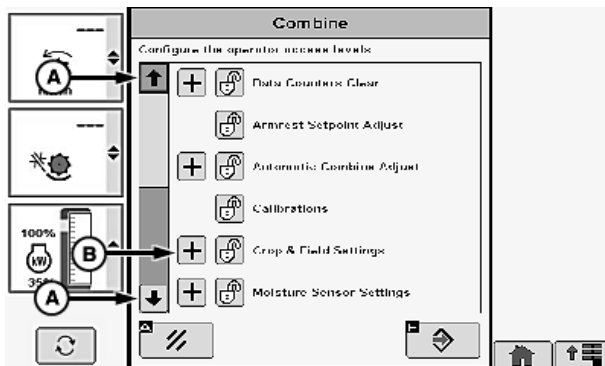 Combine
Configure the operator access levels
---
A
Data Counters Clear
Armrest Setpoint Adjust
---
Automatic Combine Adjust
Calibrations
100%
kW
B
Crop & Field Settings
35%
A
Moisture Sensor Settings